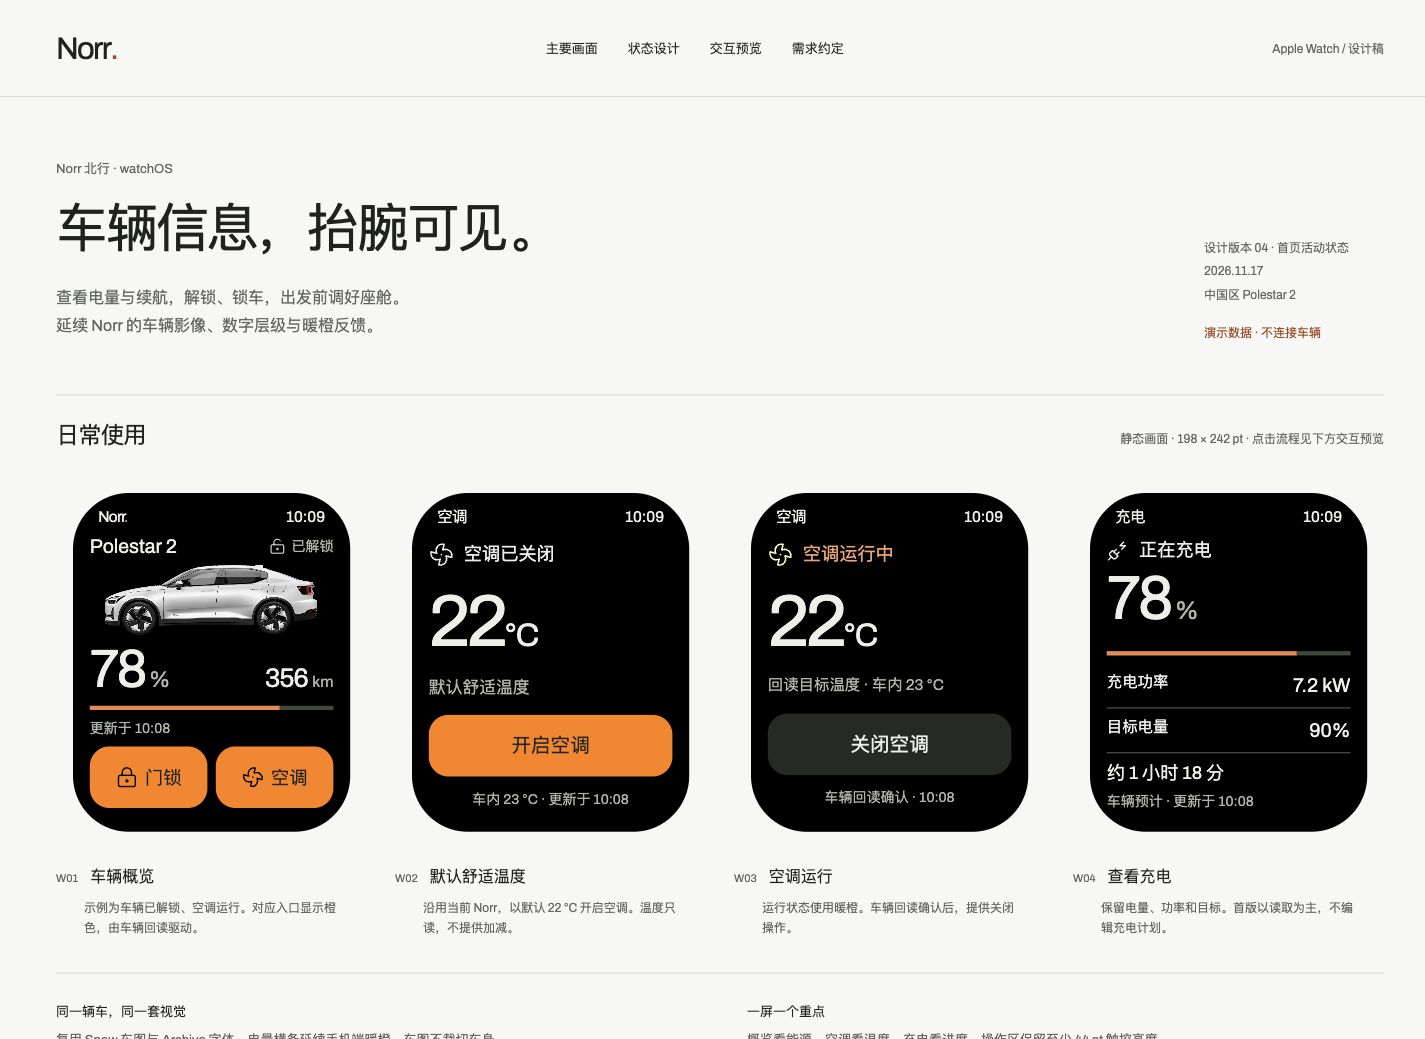 Norr.
主要画面 状态设计 交互预览 需求约定
Apple Watch / 设计稿
Norr 北行 · watchOS
车辆信息，抬腕可见。
查看电量与续航，解锁、锁车，出发前调好座舱。
延续 Norr 的车辆影像、数字层级与暖橙反馈。
设计版本 04 · 首页活动状态
2026.11.17
中国区 Polestar 2
演示数据 · 不连接车辆
日常使用
静态画面 · 198 × 242 pt · 点击流程见下方交互预览
Norr. 10:09
Polestar 2 已解锁
78 % 356 km
更新于 10:08
门锁 空调
空调 10:09
空调已关闭
22°C
默认舒适温度
开启空调
车内 23 °C · 更新于 10:08
空调 10:09
空调运行中
22°C
回读目标温度 · 车内 23 °C
关闭空调
车辆回读确认 · 10:08
充电 10:09
正在充电
78 %
充电功率 7.2 kW
目标电量 90%
约 1 小时 18 分
车辆预计 · 更新于 10:08
W01 车辆概览
示例为车辆已解锁、空调运行。对应入口显示橙
色，由车辆回读驱动。
W02 默认舒适温度
沿用当前 Norr，以默认 22 °C 开启空调。温度只
读，不提供加减。
W03 空调运行
运行状态使用暖橙。车辆回读确认后，提供关闭
操作。
W04 查看充电
保留电量、功率和目标。首版以读取为主，不编
辑充电计划。
同一辆车，同一套视觉
一屏一个重点